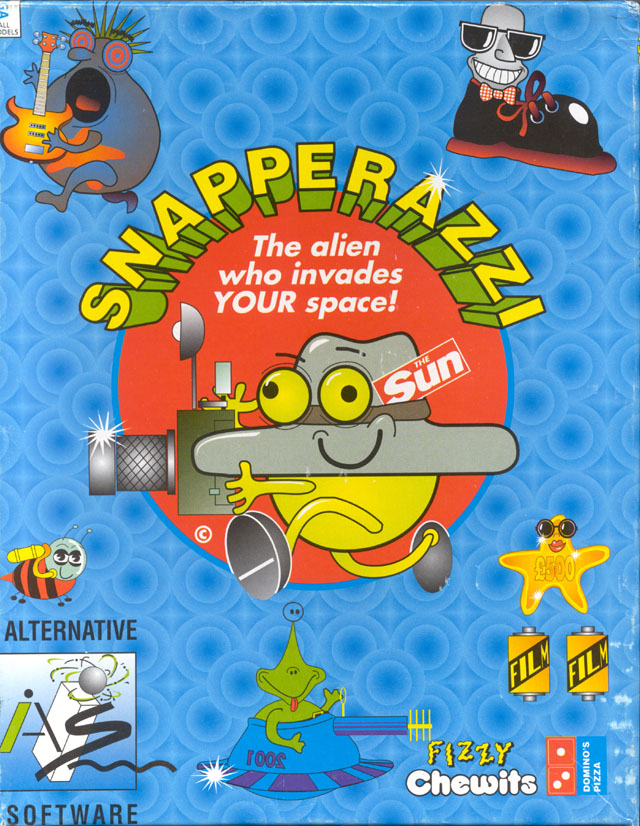 ALL
SNAPPERAZZI
The alien
who invades
YOUR space!
THE
Sun
©
£500
ALTERNATIVE
FILM
FILM
2001
FIZZY
Chewits
DOMINO'S
PIZZA
SOFTWARE